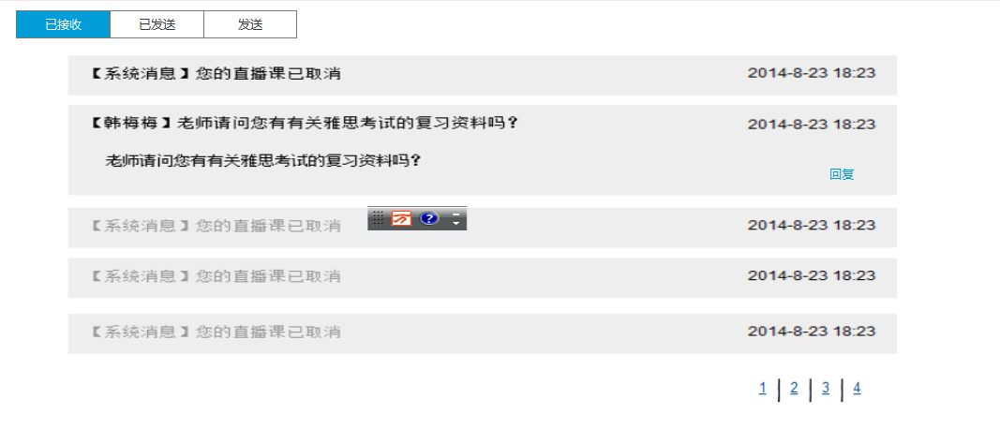 已接收 已发送 发送
【系统消息】您的直播课已取消 2014-8-23 18:23
【韩梅梅】老师请问您有有关雅思考试的复习资料吗？ 2014-8-23 18:23
老师请问您有有关雅思考试的复习资料吗？
回复
【系统消息】您的直播课已取消 2014-8-23 18:23
【系统消息】您的直播课已取消 2014-8-23 18:23
【系统消息】您的直播课已取消 2014-8-23 18:23
1 | 2 | 3 | 4